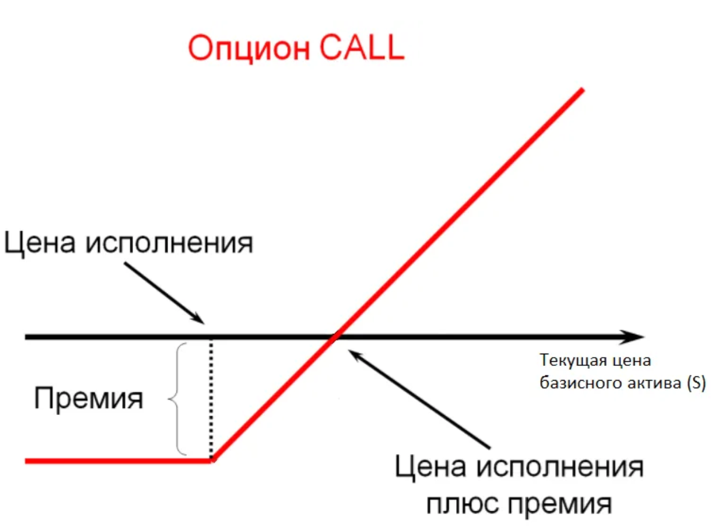 Опцион CALL
Цена исполнения
Текущая цена
базисного актива (S)
Премия
Цена исполнения
плюс премия